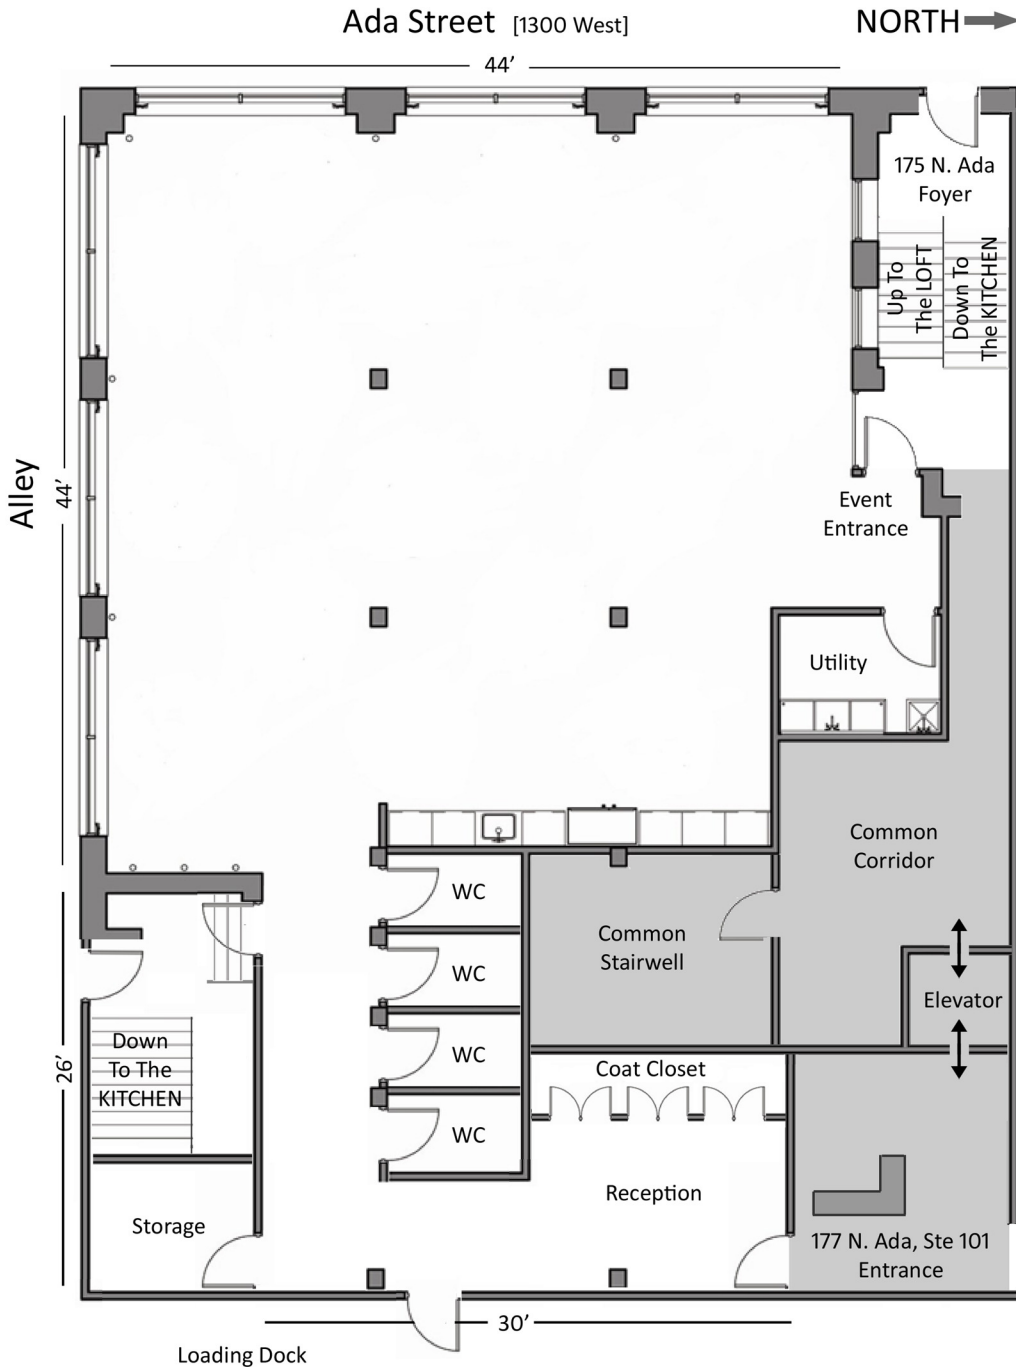 Ada Street [1300 West]
NORTH
44’
175 N. Ada
Foyer
Up To
The LOFT
Down To
The KITCHEN
Alley
44’
Event
Entrance
Utility
Common
Corridor
WC
Common
Stairwell
WC
Elevator
Down
To The
KITCHEN
26’
WC
Coat Closet
WC
Reception
Storage
177 N. Ada, Ste 101
Entrance
30’
Loading Dock